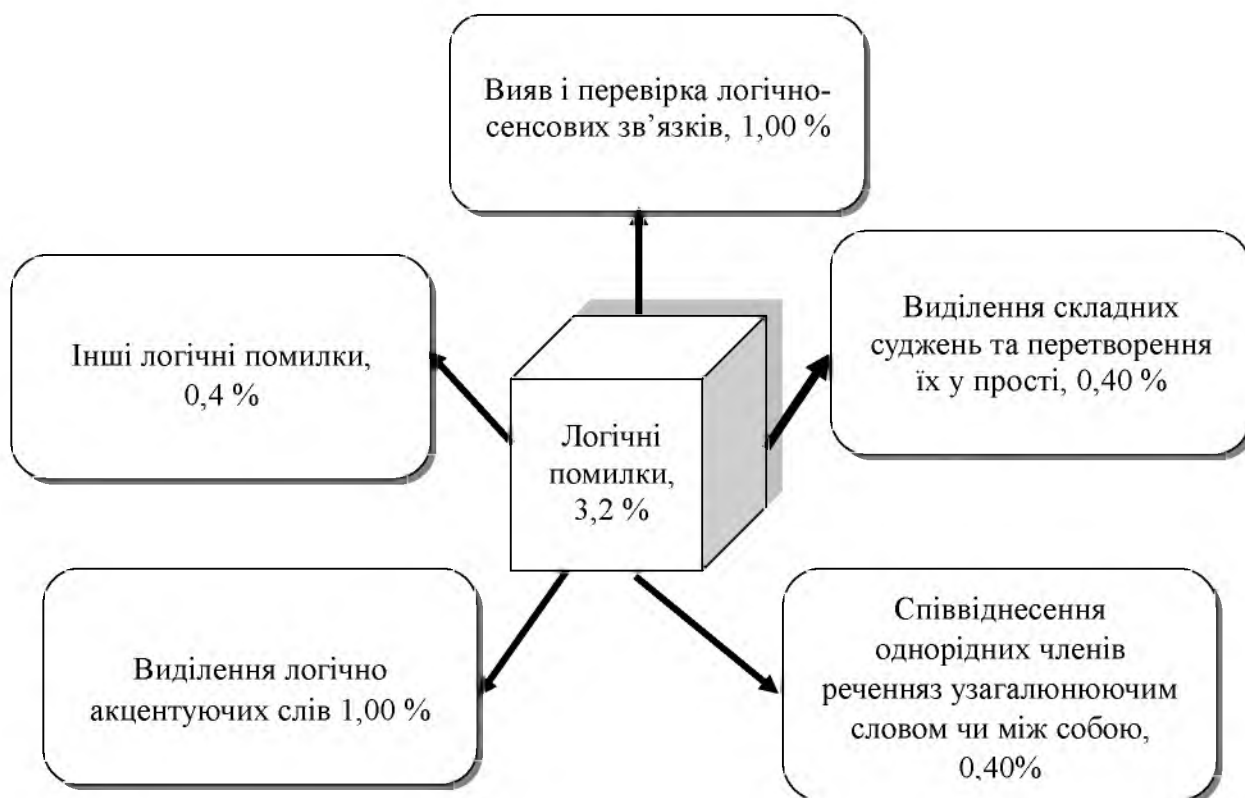 Вияв і перевірка логічно-
сенсових зв’язків, 1,00 %
Інші логічні помилки,
0,4 %
Виділення складних
суджень та перетворення
їх у прості, 0,40 %
Логічні
помилки,
3,2 %
Виділення логічно
акцентуючих слів 1,00 %
Співвіднесення
однорідних членів
реченняз узагалюнюючим
словом чи між собою,
0,40%